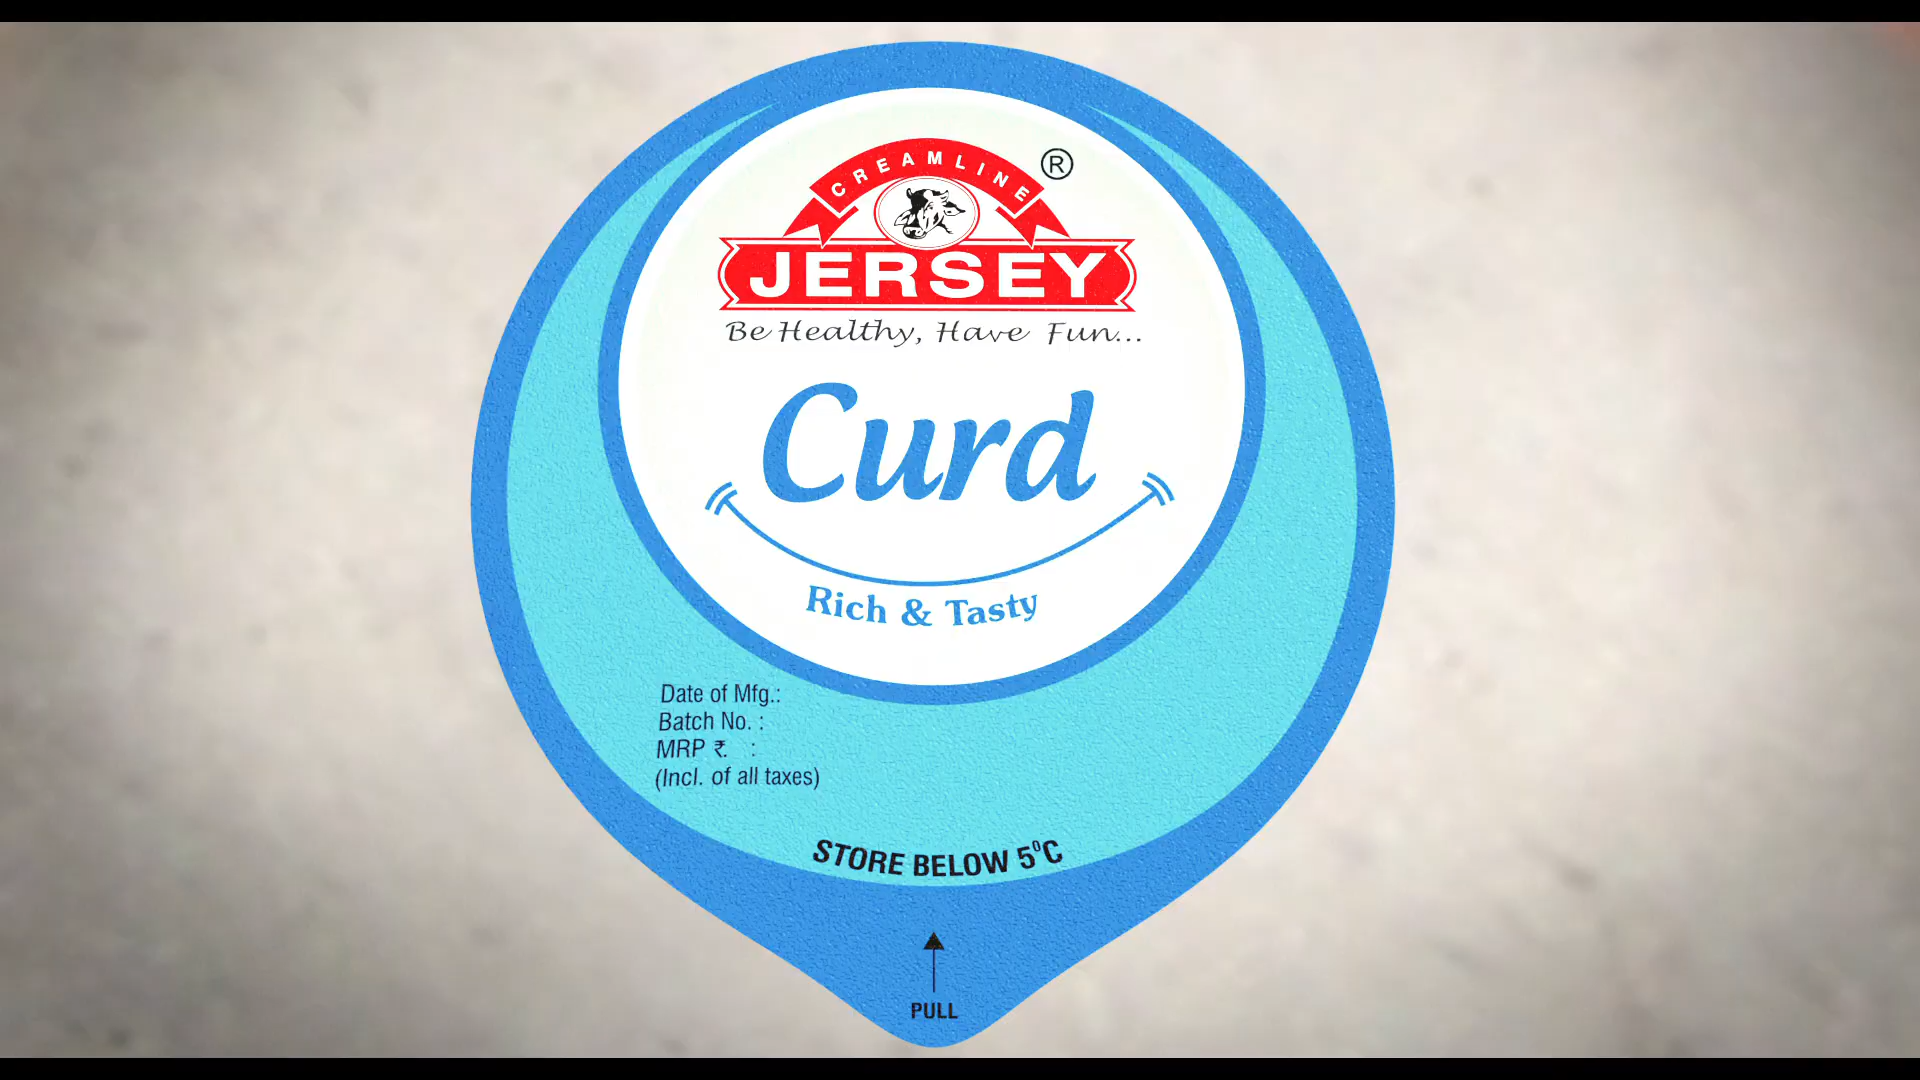 CREAMLINE ®
JERSEY
Be Healthy, Have Fun...
Curd
Rich & Tasty
Date of Mfg.:
Batch No. :
MRP ₹. :
(Incl. of all taxes)
STORE BELOW 5⁰C
PULL